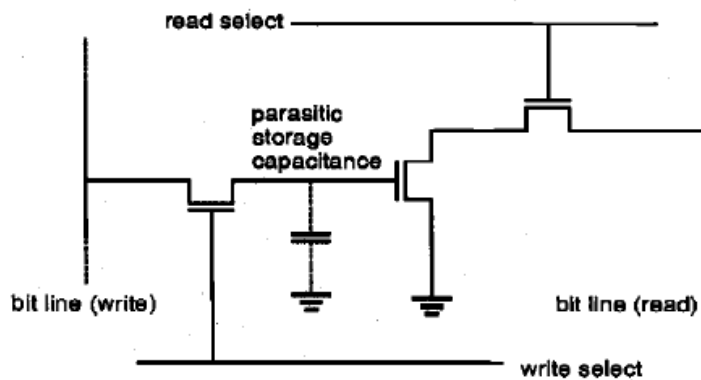 read select
parasitic
storage
capacitance
bit line (write)
bit line (read)
write select